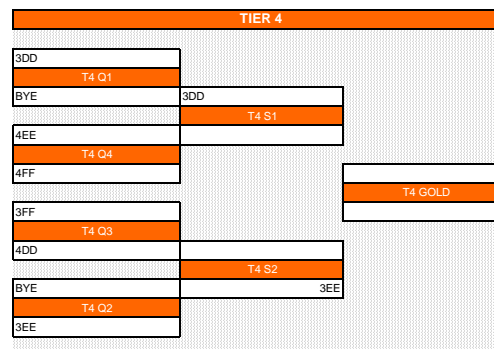 TIER 4
3DD
T4 Q1
BYE
3DD
T4 S1
4EE
T4 Q4
4FF
T4 GOLD
3FF
T4 Q3
4DD
T4 S2
BYE
3EE
T4 Q2
3EE